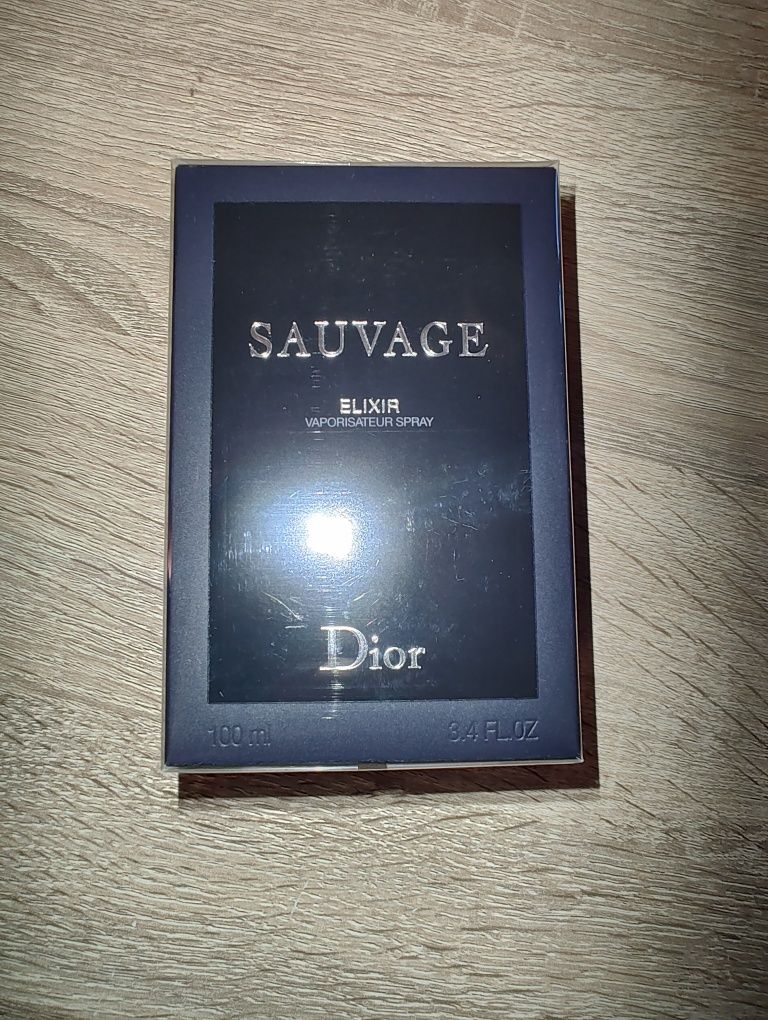 SAUVAGE
ELIXIR
VAPORISATEUR SPRAY
Dior
100 ml 3.4 FL.OZ